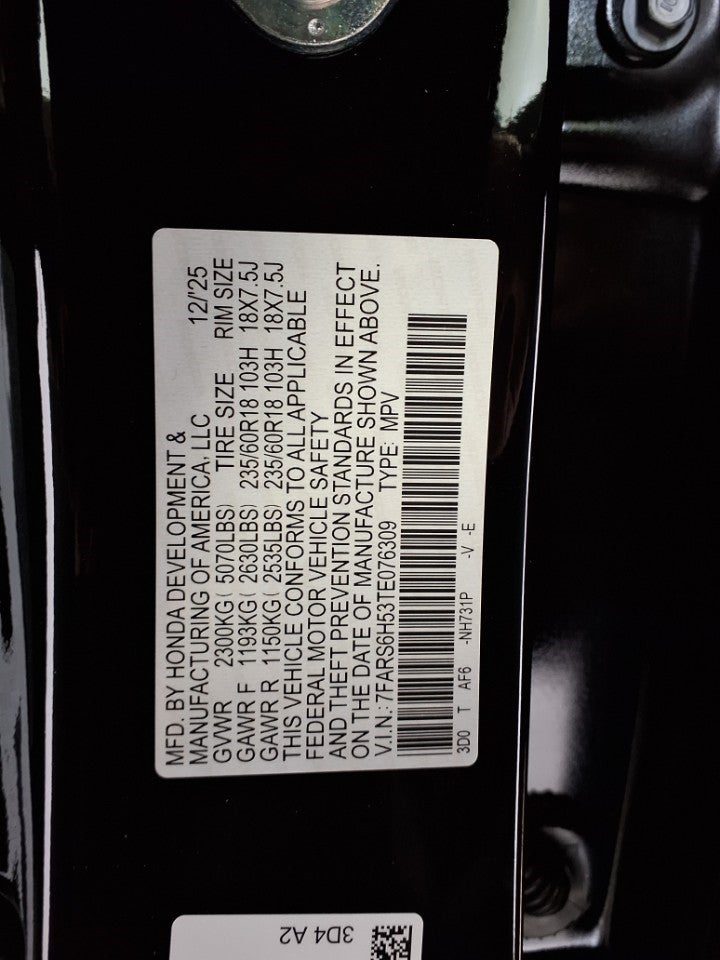 MFD. BY HONDA DEVELOPMENT &
MANUFACTURING OF AMERICA, LLC 12/'25
GVWR 2300KG( 5070LBS) TIRE SIZE RIM SIZE
GAWR F 1193KG( 2630LBS) 235/60R18 103H 18X7.5J
GAWR R 1150KG( 2535LBS) 235/60R18 103H 18X7.5J
THIS VEHICLE CONFORMS TO ALL APPLICABLE
FEDERAL MOTOR VEHICLE SAFETY
AND THEFT PREVENTION STANDARDS IN EFFECT
ON THE DATE OF MANUFACTURE SHOWN ABOVE.
V.I.N.: 7FARS6H53TE076309 TYPE: MPV
3D0 T AF6 -NH731P -V -E
3D4 A2